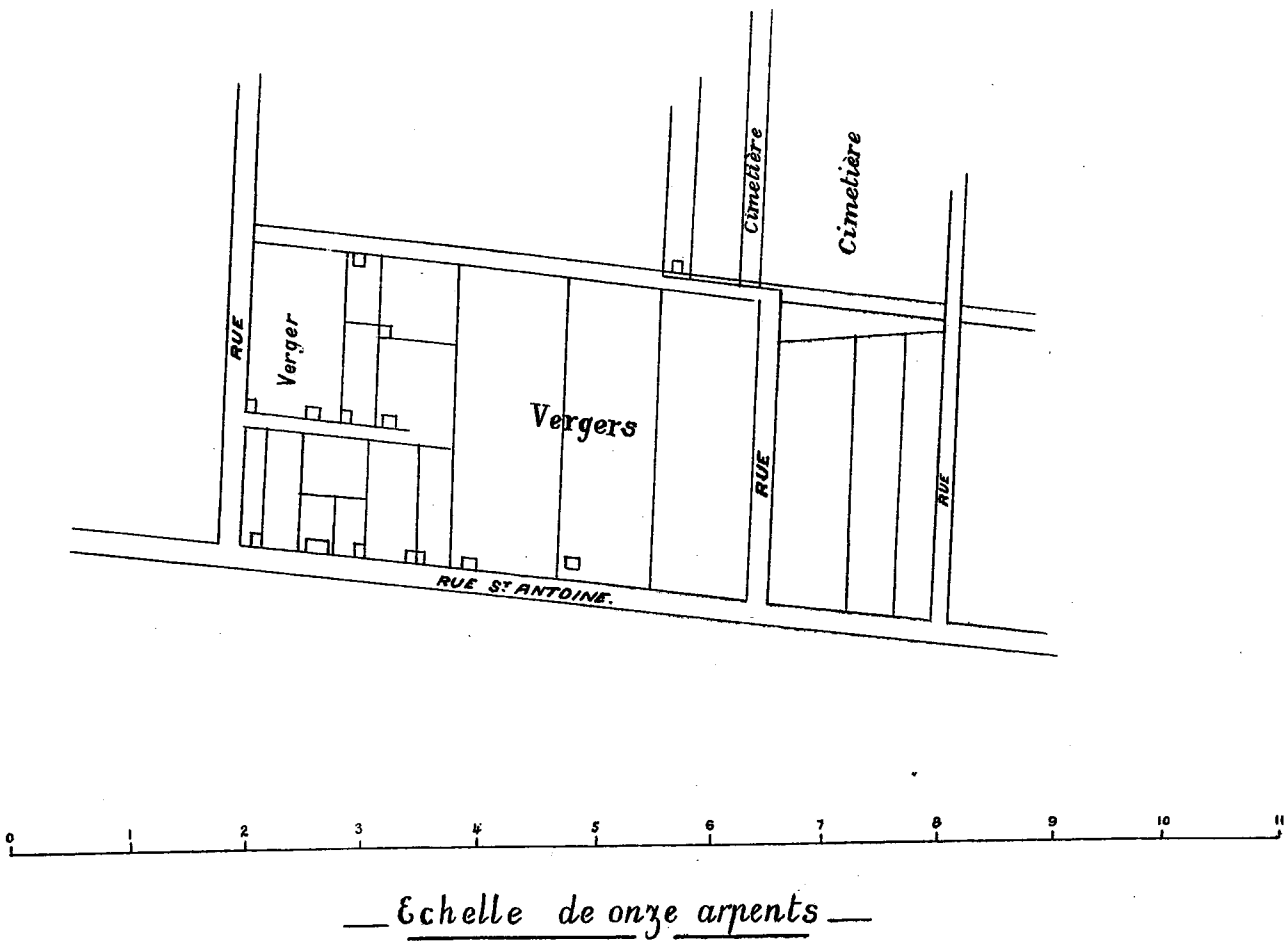 Cimetière
Cimetière
RUE
Verger
Vergers
RUE
RUE
RUE ST ANTOINE.
0 1 2 3 4 5 6 7 8 9 10 11
Echelle de onze arpents